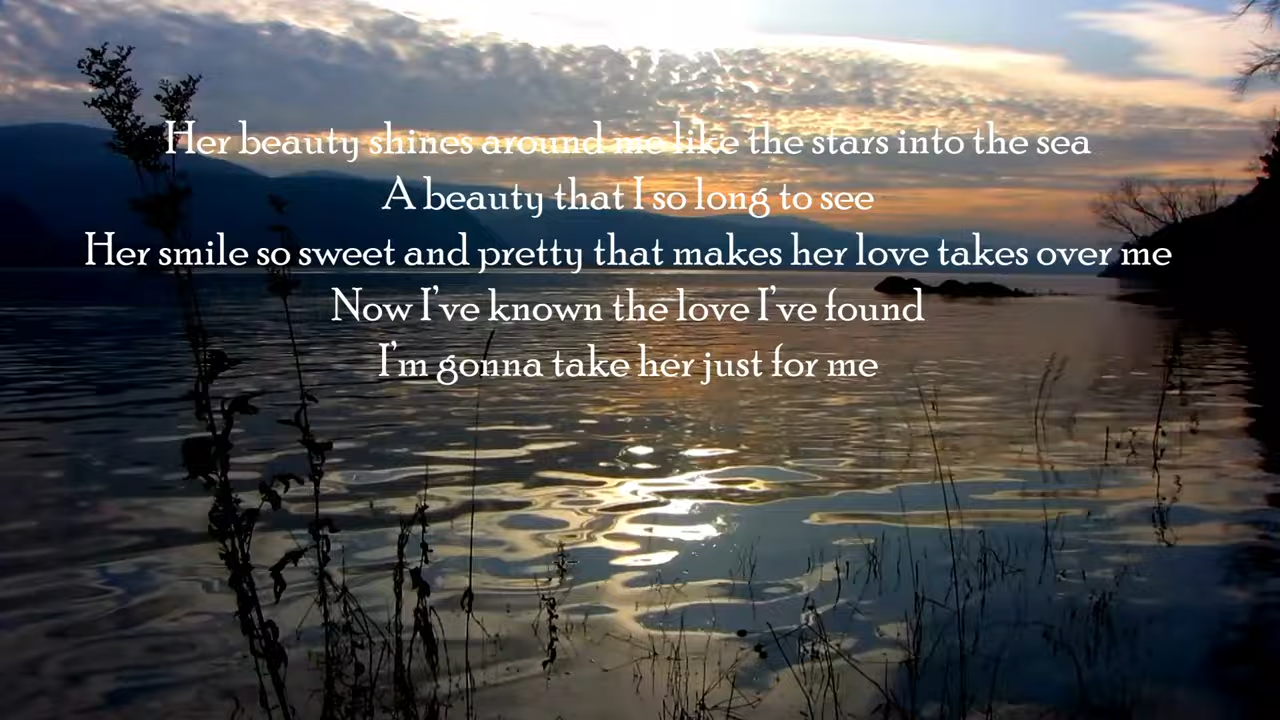 Her beauty shines around me like the stars into the sea
A beauty that I so long to see
Her smile so sweet and pretty that makes her love takes over me
Now I've known the love I've found
I'm gonna take her just for me